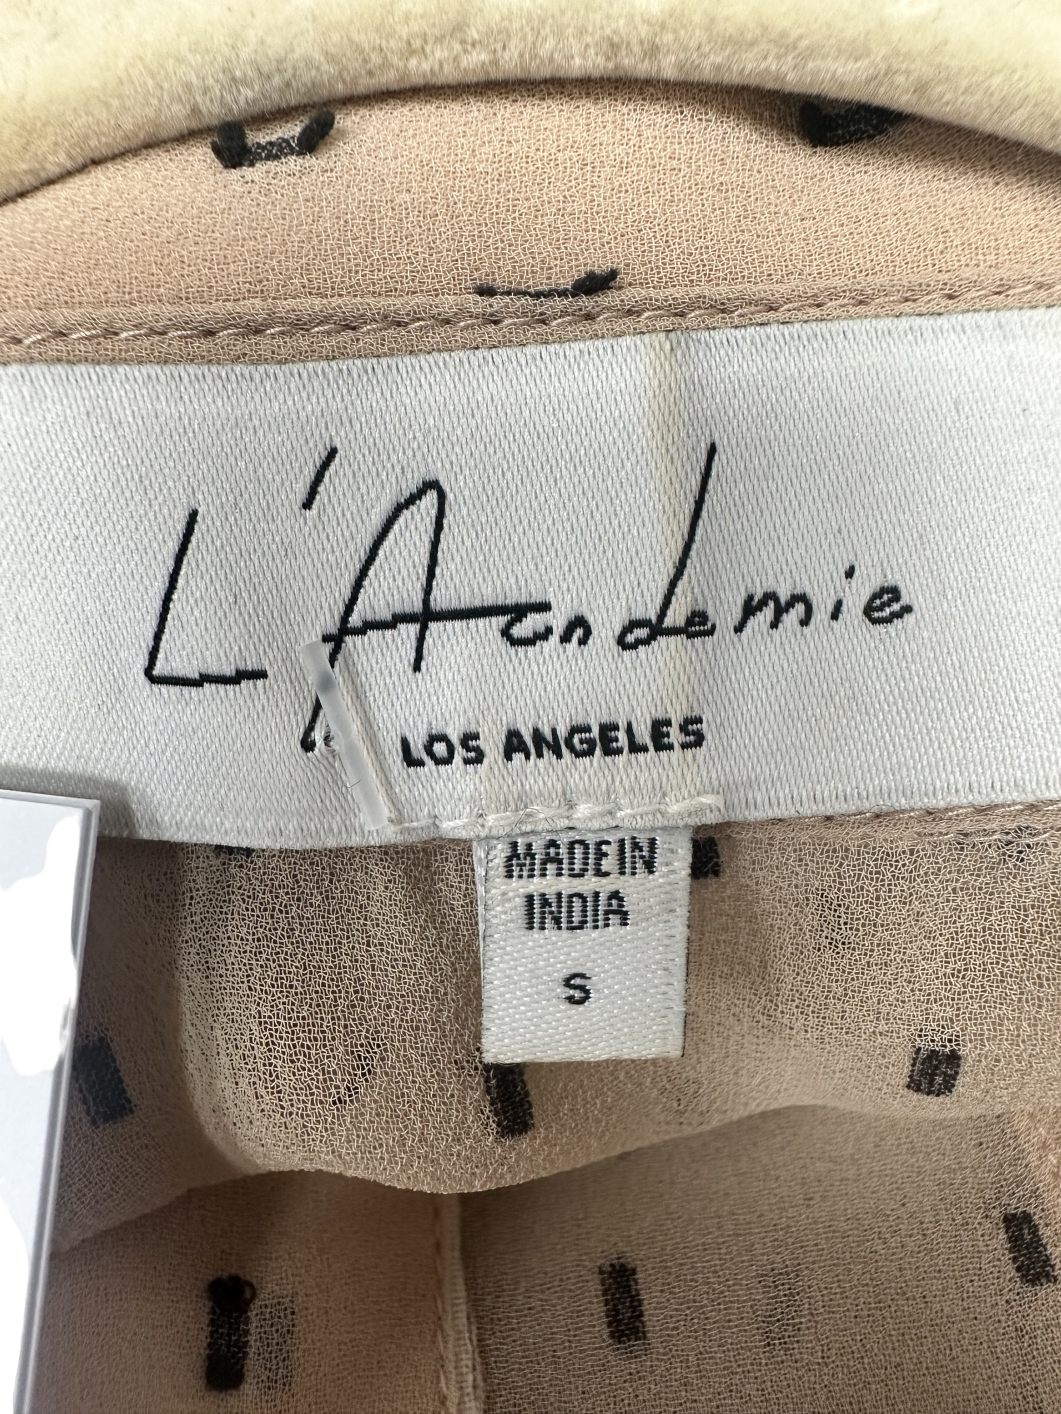 L'Academie
LOS ANGELES
MADE IN
INDIA
S